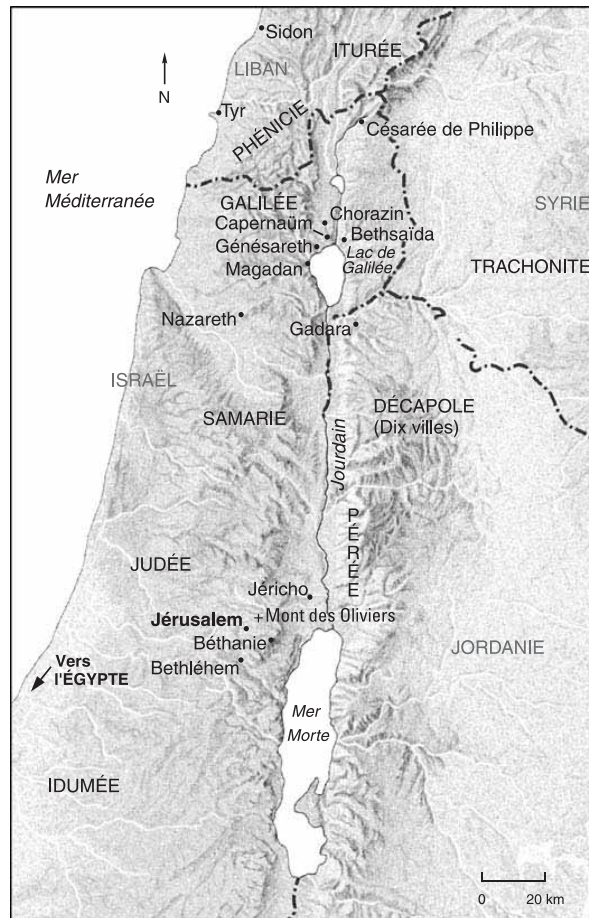 Sidon
ITURÉE
LIBAN
N
Tyr
PHÉNICIE
Césarée de Philippe
Mer
Méditerranée
GALILÉE
Chorazin
SYRIE
Capernaüm
Bethsaïda
Génésareth
Lac de
Galilée
Magadan
TRACHONITE
Nazareth
Gadara
ISRAËL
SAMARIE
DÉCAPOLE
(Dix villes)
Jourdain
PÉRÉE
JUDÉE
Jéricho
Jérusalem
+Mont des Oliviers
Béthanie
JORDANIE
Bethléhem
Vers
l'ÉGYPTE
Mer
Morte
IDUMÉE
0 20 km